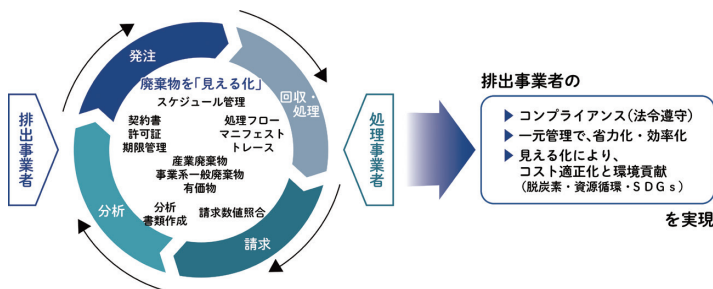 排出事業者
発注
回収・
処理
請求
分析
廃棄物を「見える化」
スケジュール管理
契約書
許可証
期限管理
処理フロー
マニフェスト
トレース
産業廃棄物
事業系一般廃棄物
有価物
分析
書類作成
請求数値照合
処理事業者
排出事業者の
コンプライアンス(法令遵守)
一元管理で、省力化・効率化
見える化により、
コスト適正化と環境貢献
(脱炭素・資源循環・SDGs)
を実現